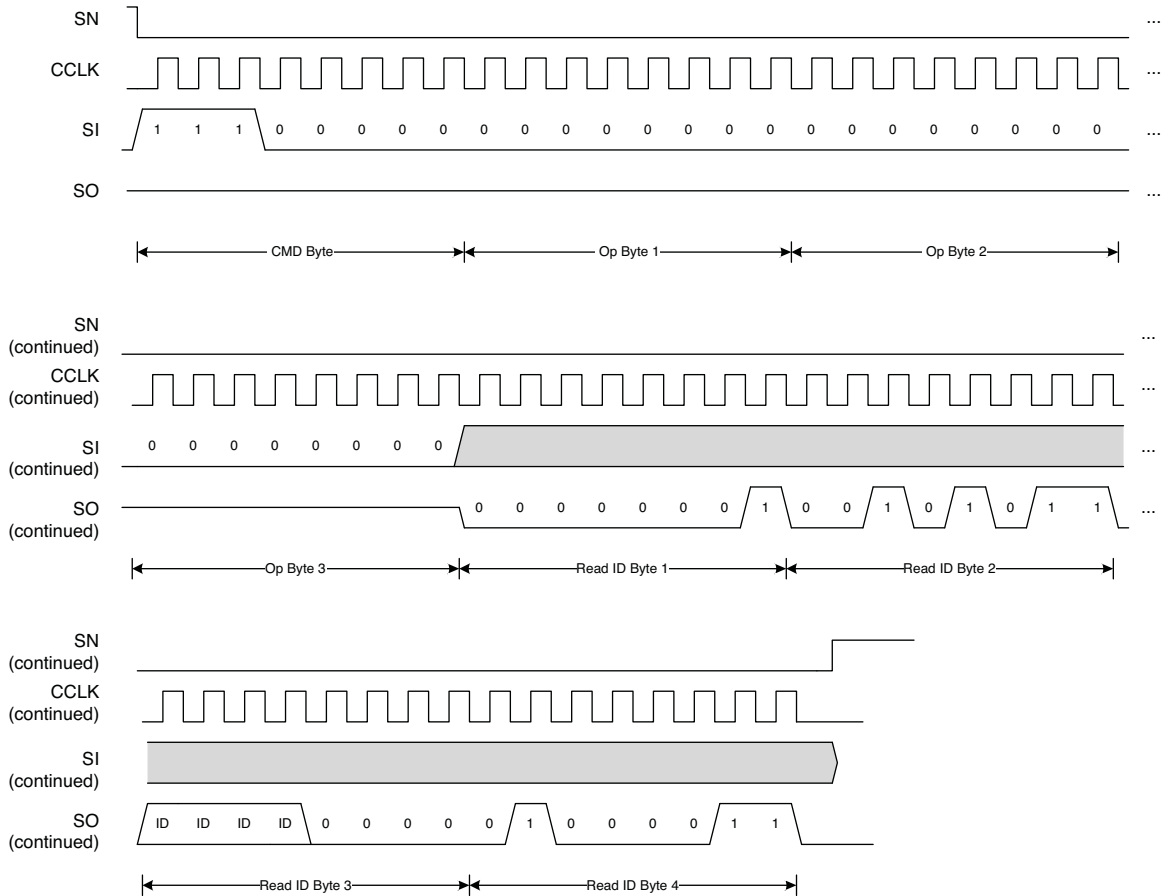 SN ...
CCLK ...
SI 1 1 1 0 0 0 0 0 0 0 0 0 0 0 0 0 0 0 0 0 0 0 0 0 ...
SO ...
CMD Byte Op Byte 1 Op Byte 2
SN
(continued) ...
CCLK
(continued) ...
SI
(continued) 0 0 0 0 0 0 0 0 ...
SO
(continued) 0 0 0 0 0 0 0 1 0 0 1 0 1 0 1 1 ...
Op Byte 3 Read ID Byte 1 Read ID Byte 2
SN
(continued)
CCLK
(continued)
SI
(continued)
SO
(continued) ID ID ID ID 0 0 0 0 0 1 0 0 0 0 1 1
Read ID Byte 3 Read ID Byte 4